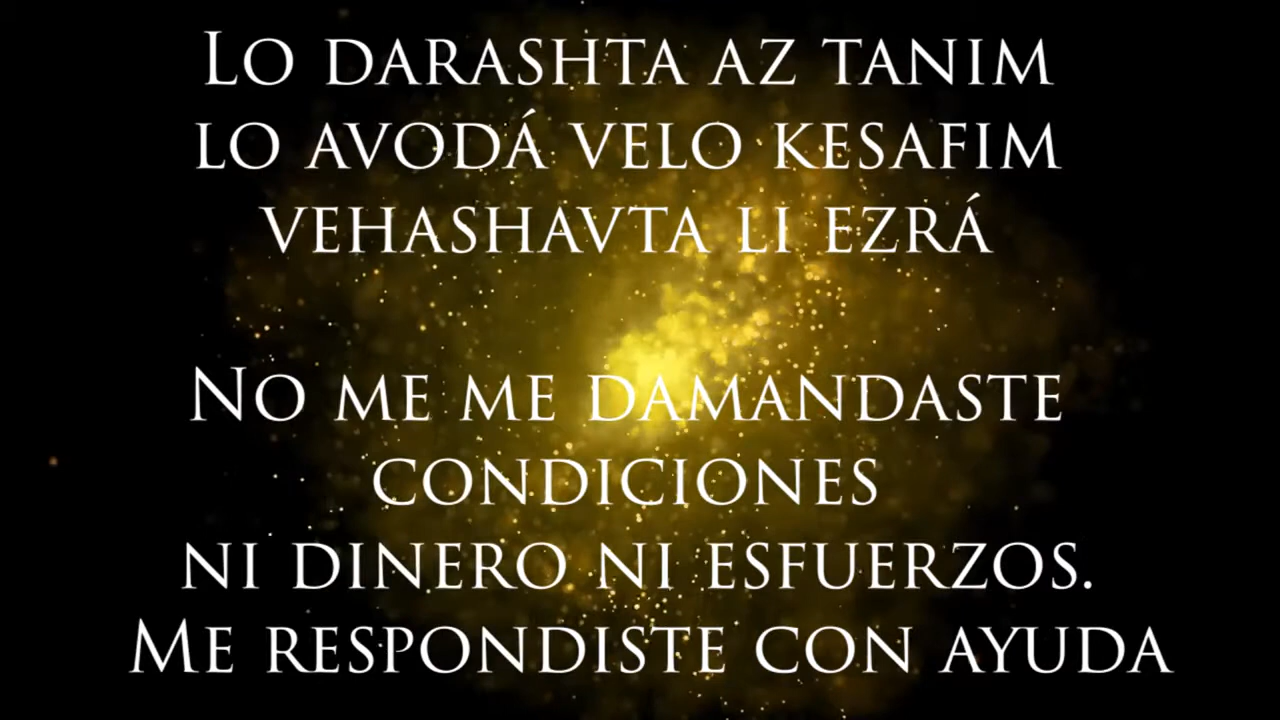 Lo darashta az tanim
lo avodá velo kesafim
vehashavta li ezrá
No me me damandaste
condiciones
ni dinero ni esfuerzos.
Me respondiste con ayuda